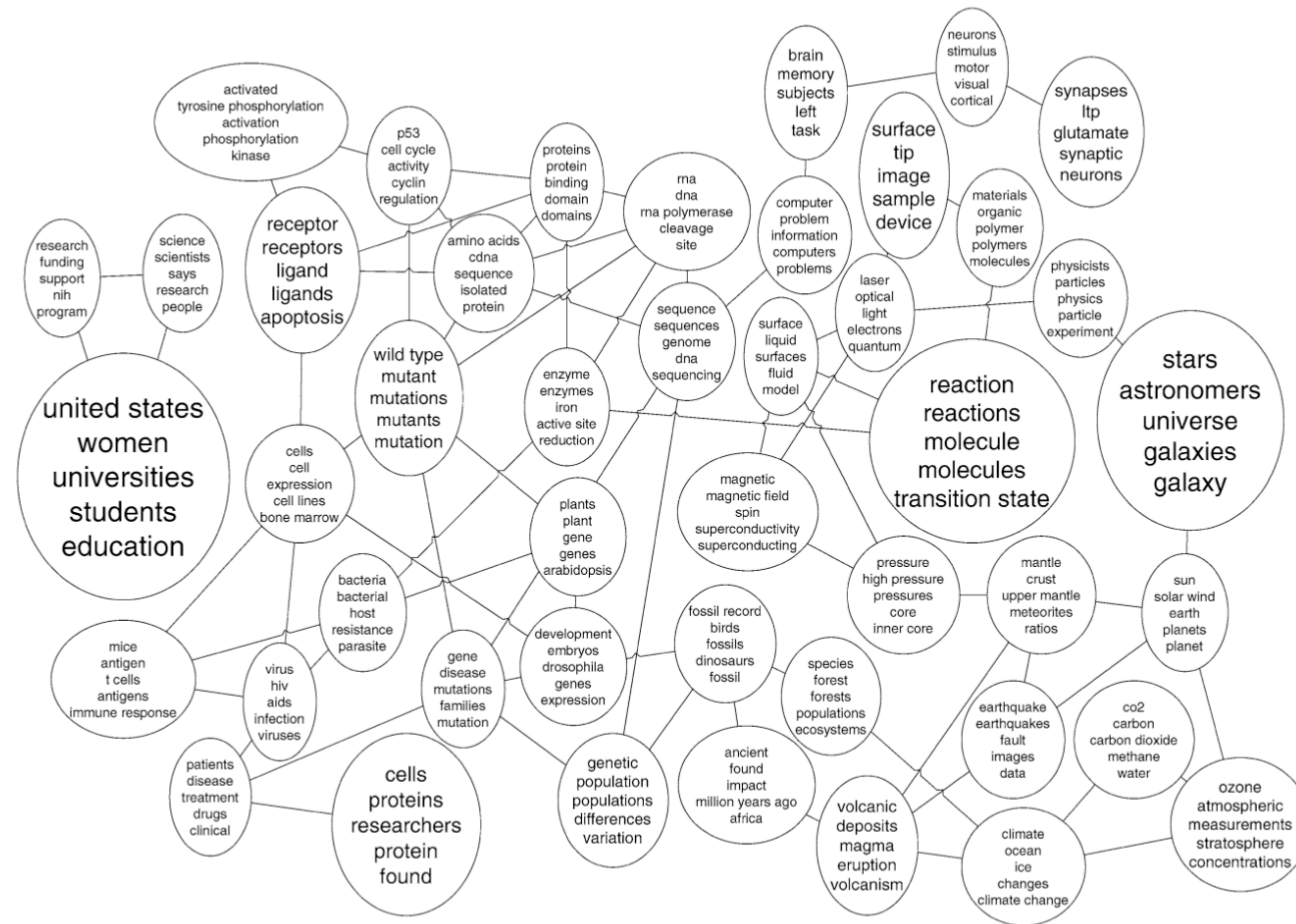 neurons
stimulus
motor
visual
cortical
brain
memory
subjects
left
task
synapses
ltp
glutamate
synaptic
neurons
activated
tyrosine phosphorylation
activation
phosphorylation
kinase
surface
tip
image
sample
device
p53
cell cycle
activity
cyclin
regulation
proteins
protein
binding
domain
domains
rna
dna
rna polymerase
cleavage
site
computer
problem
information
computers
problems
materials
organic
polymer
polymers
molecules
research
funding
support
nih
program
science
scientists
says
research
people
receptor
receptors
ligand
ligands
apoptosis
amino acids
cdna
sequence
isolated
protein
laser
optical
light
electrons
quantum
physicists
particles
physics
particle
experiment
sequence
sequences
genome
dna
sequencing
surface
liquid
surfaces
fluid
model
wild type
mutant
mutations
mutants
mutation
enzyme
enzymes
iron
active site
reduction
reaction
reactions
molecule
molecules
transition state
stars
astronomers
universe
galaxies
galaxy
united states
women
universities
students
education
cells
cell
expression
cell lines
bone marrow
magnetic
magnetic field
spin
superconductivity
superconducting
plants
plant
gene
genes
arabidopsis
pressure
high pressure
pressures
core
inner core
mantle
crust
upper mantle
meteorites
ratios
sun
solar wind
earth
planets
planet
bacteria
bacterial
host
resistance
parasite
fossil record
birds
fossils
dinosaurs
fossil
development
embryos
drosophila
genes
expression
mice
antigen
t cells
antigens
immune response
virus
hiv
aids
infection
viruses
gene
disease
mutations
families
mutation
species
forest
forests
populations
ecosystems
earthquake
earthquakes
fault
images
data
co2
carbon
carbon dioxide
methane
water
patients
disease
treatment
drugs
clinical
cells
proteins
researchers
protein
found
genetic
population
populations
differences
variation
ancient
found
impact
million years ago
africa
volcanic
deposits
magma
eruption
volcanism
climate
ocean
ice
changes
climate change
ozone
atmospheric
measurements
stratosphere
concentrations